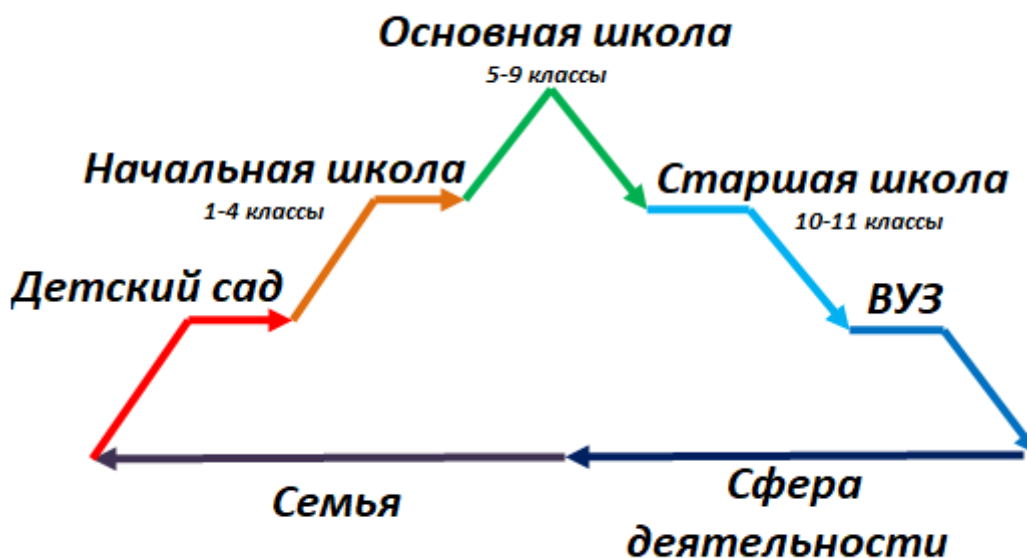 Основная школа
5-9 классы
Начальная школа
1-4 классы
Старшая школа
10-11 классы
Детский сад
ВУЗ
Семья
Сфера
деятельности